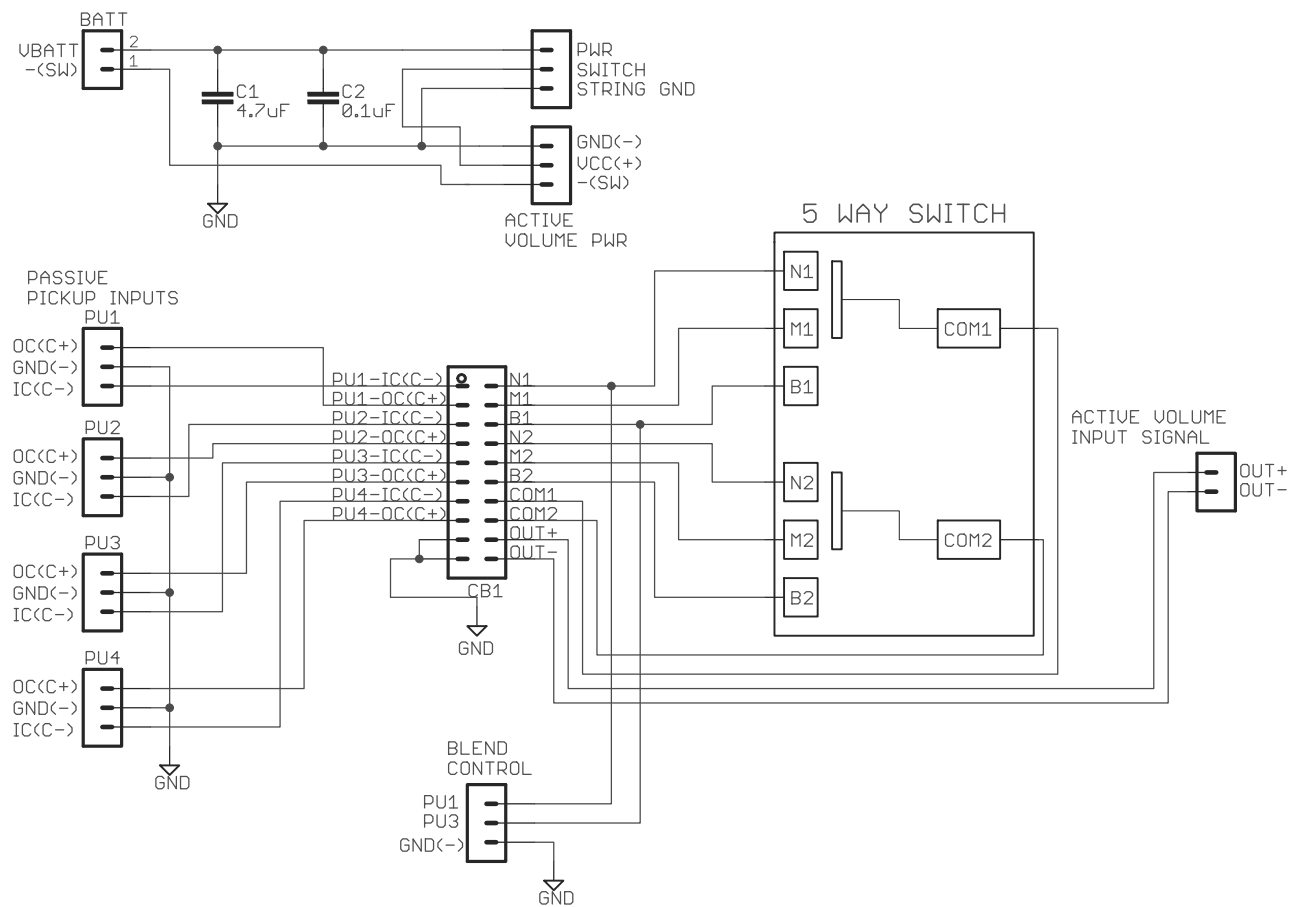 BATT
VBATT
-(SW)
2
1
C1
4.7uF
C2
0.1uF
PWR
SWITCH
STRING GND
GND(-)
VCC(+)
-(SW)
GND
ACTIVE
VOLUME PWR
5 WAY SWITCH
N1
M1
B1
N2
M2
B2
COM1
COM2
PASSIVE
PICKUP INPUTS
PU1
OC(C+)
GND(-)
IC(C-)
PU2
OC(C+)
GND(-)
IC(C-)
PU3
OC(C+)
GND(-)
IC(C-)
PU4
OC(C+)
GND(-)
IC(C-)
GND
PU1-IC(C-)
PU1-OC(C+)
PU2-IC(C-)
PU2-OC(C+)
PU3-IC(C-)
PU3-OC(C+)
PU4-IC(C-)
PU4-OC(C+)
N1
M1
B1
N2
M2
B2
COM1
COM2
OUT+
OUT-
CB1
GND
ACTIVE VOLUME
INPUT SIGNAL
OUT+
OUT-
BLEND
CONTROL
PU1
PU3
GND(-)
GND